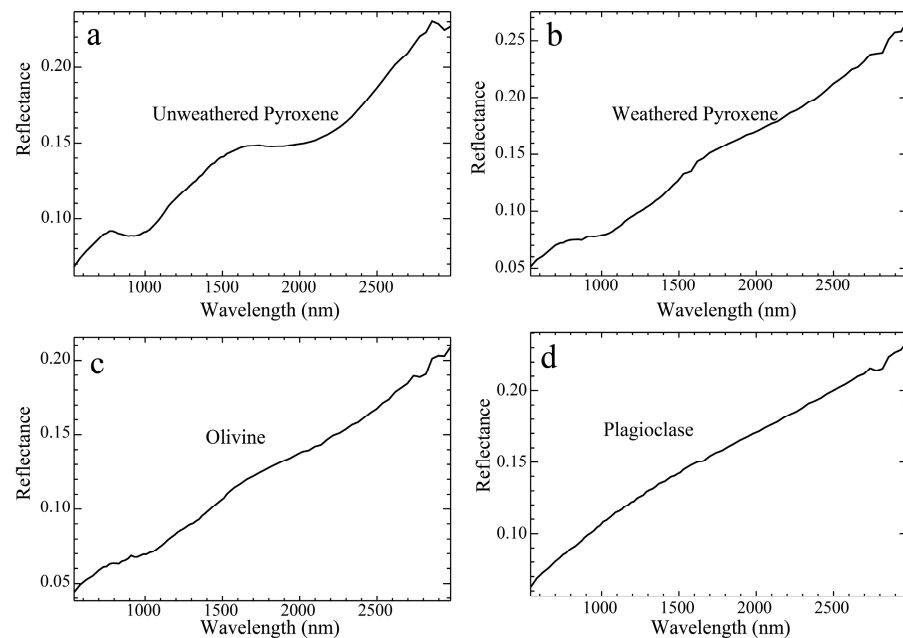 a
Unweathered Pyroxene
Reflectance
0.20
0.15
0.10
1000
1500
2000
2500
Wavelength (nm)
b
Weathered Pyroxene
Reflectance
0.25
0.20
0.15
0.10
0.05
1000
1500
2000
2500
Wavelength (nm)
c
Olivine
Reflectance
0.20
0.15
0.10
0.05
1000
1500
2000
2500
Wavelength (nm)
d
Plagioclase
Reflectance
0.20
0.15
0.10
1000
1500
2000
2500
Wavelength (nm)